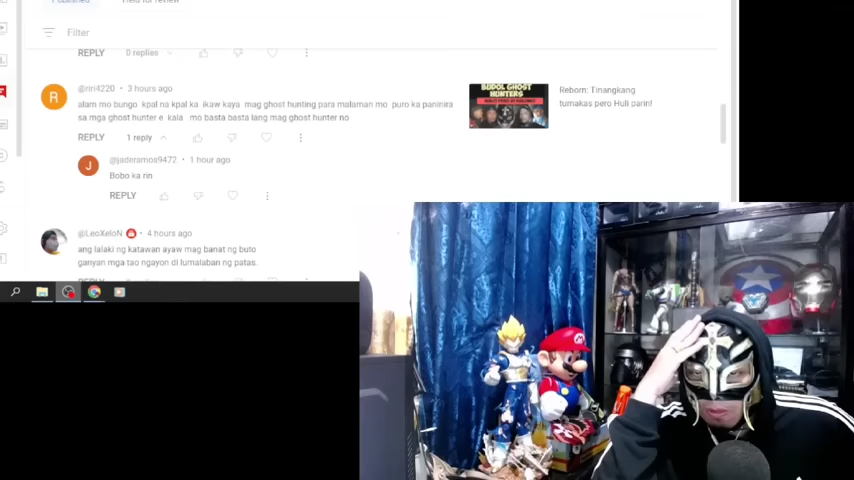 Published
Held for review
Filter
REPLY 0 replies
@riri4220 • 3 hours ago
alam mo bungo kpal na kpal ka ikaw kaya mag ghost hunting para malaman mo puro ka paninira
sa mga ghost hunter e kala mo basta basta lang mag ghost hunter no
REPLY 1 reply
@jaderamos9472 • 1 hour ago
Bobo ka rin
REPLY
@LeoXeloN • 4 hours ago
ang lalaki ng katawan ayaw mag banat ng buto
ganyan mga tao ngayon di lumalaban ng patas.
BUDOL GHOST
HUNTERS
Reborn: Tinangkang
tumakas pero Huli parin!